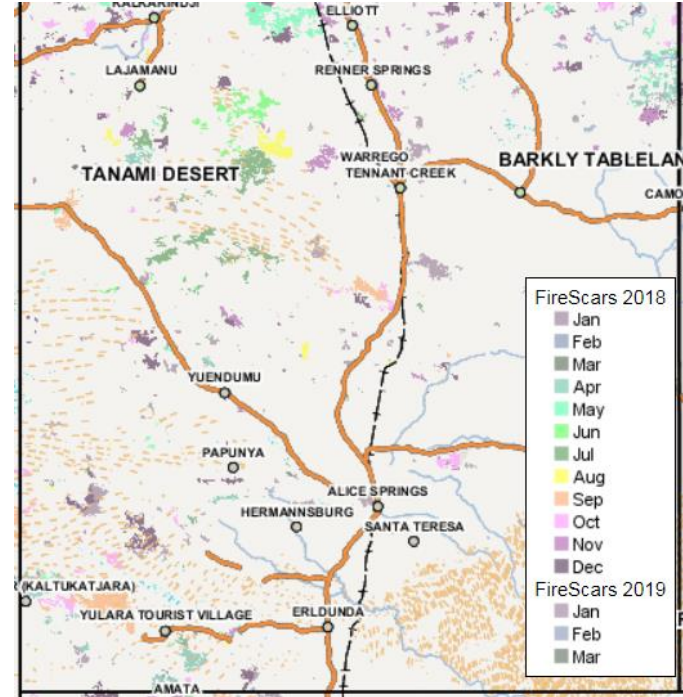 KALKARINDJI
ELLIOTT
LAJAMANU
RENNER SPRINGS
WARREGO
TENNANT CREEK
BARKLY TABLELAN
TANAMI DESERT
CAMO
YUENDUMU
PAPUNYA
ALICE SPRINGS
HERMANNSBURG
SANTA TERESA
R (KALTUKATJARA)
YULARA TOURIST VILLAGE
ERLDUNDA
AMATA
FireScars 2018
Jan
Feb
Mar
Apr
May
Jun
Jul
Aug
Sep
Oct
Nov
Dec
FireScars 2019
Jan
Feb
Mar